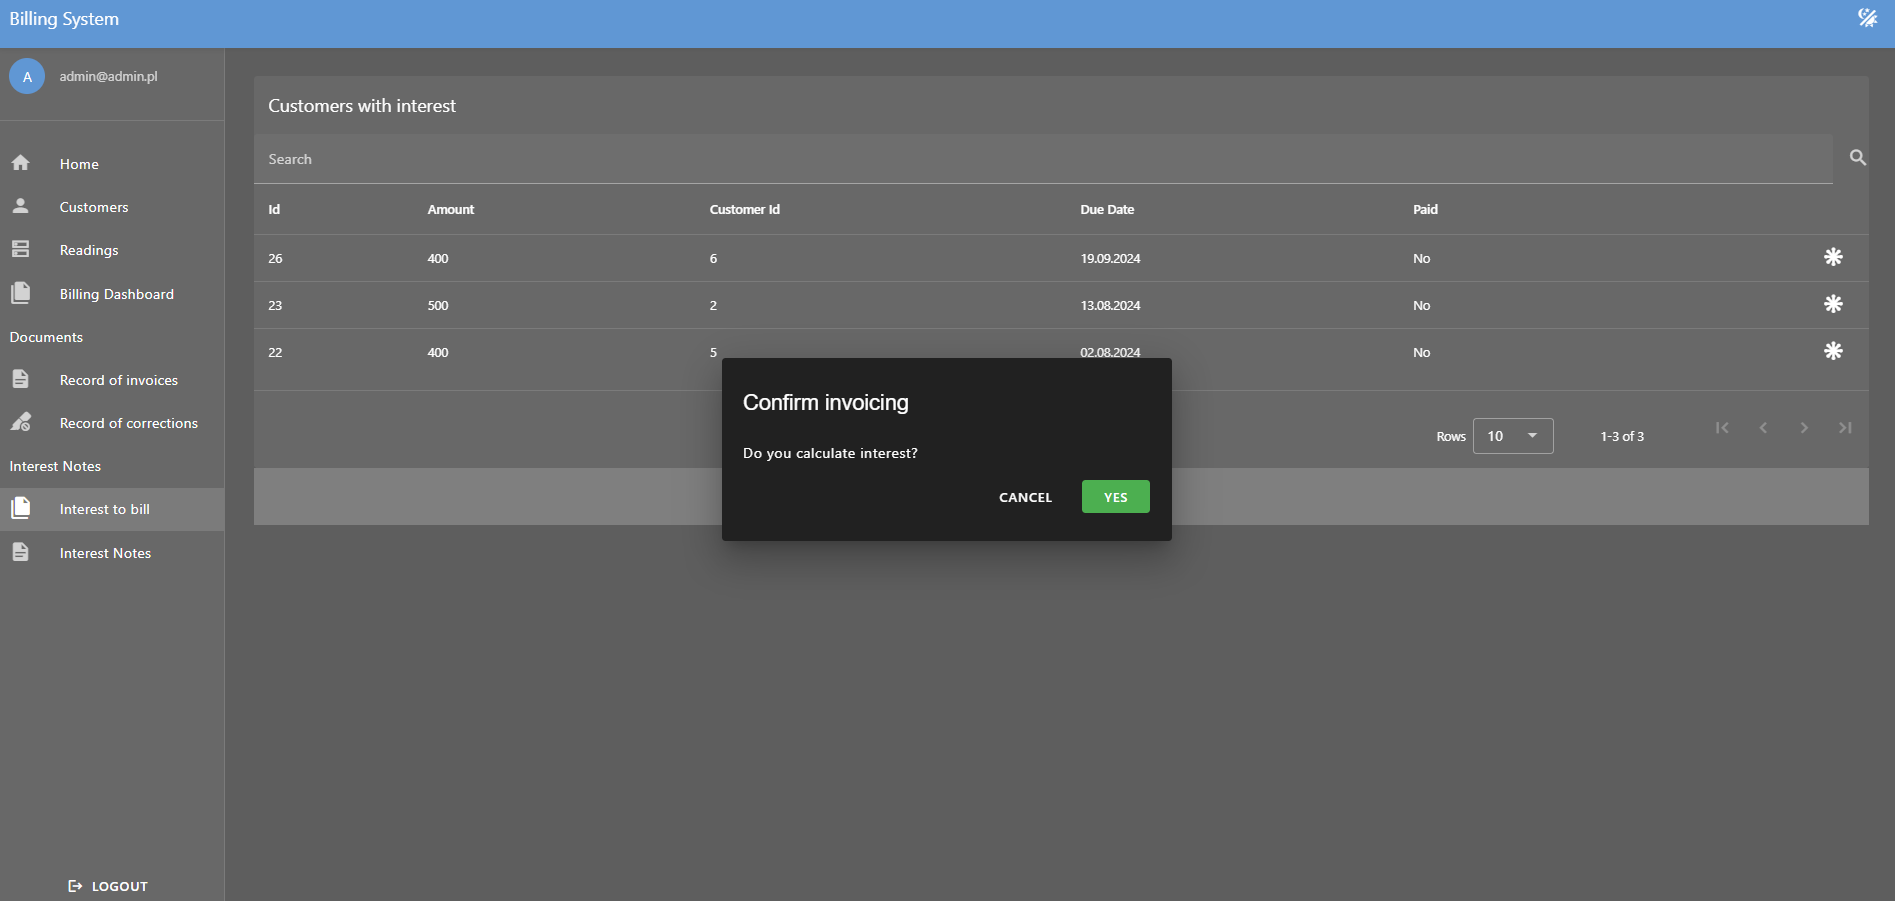 Billing System
A admin@admin.pl
Home
Customers
Readings
Billing Dashboard
Documents
Record of invoices
Record of corrections
Interest Notes
Interest to bill
Interest Notes
LOGOUT
Customers with interest
Search
Id Amount Customer Id Due Date Paid
26 400 6 19.09.2024 No
23 500 2 13.08.2024 No
22 400 5 02.08.2024 No
Rows 10 1-3 of 3
Confirm invoicing
Do you calculate interest?
CANCEL YES